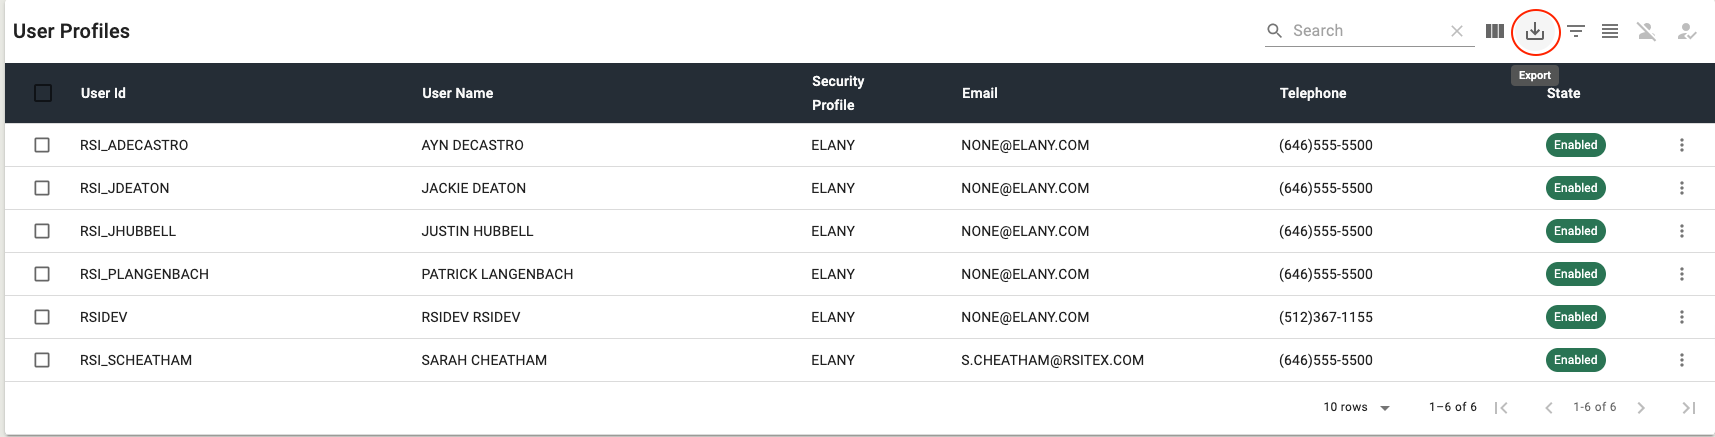 User Profiles
Search
Export
User Id User Name Security Profile Email Telephone State
RSI_ADECASTRO AYN DECASTRO ELANY NONE@ELANY.COM (646)555-5500 Enabled
RSI_JDEATON JACKIE DEATON ELANY NONE@ELANY.COM (646)555-5500 Enabled
RSI_JHUBBELL JUSTIN HUBBELL ELANY NONE@ELANY.COM (646)555-5500 Enabled
RSI_PLANGENBACH PATRICK LANGENBACH ELANY NONE@ELANY.COM (646)555-5500 Enabled
RSIDEV RSIDEV RSIDEV ELANY NONE@ELANY.COM (512)367-1155 Enabled
RSI_SCHEATHAM SARAH CHEATHAM ELANY S.CHEATHAM@RSITEX.COM (646)555-5500 Enabled
10 rows 1–6 of 6 1-6 of 6